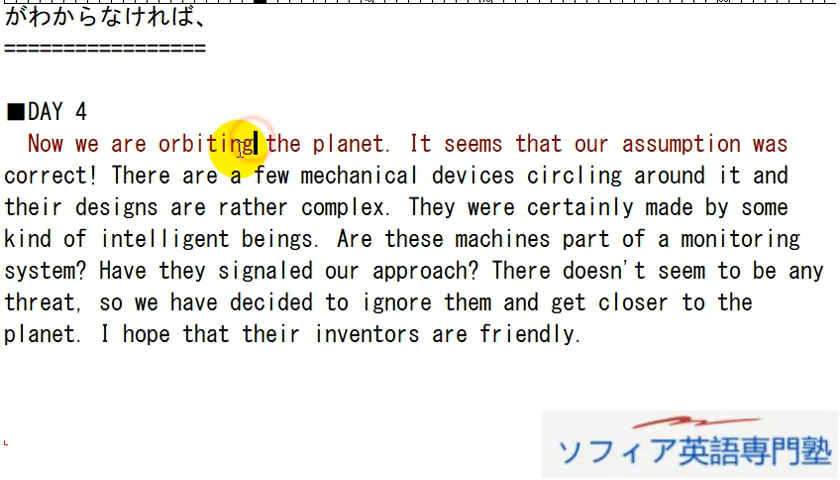 がわからなければ、
=================
■DAY 4
Now we are orbiting the planet. It seems that our assumption was
correct! There are a few mechanical devices circling around it and
their designs are rather complex. They were certainly made by some
kind of intelligent beings. Are these machines part of a monitoring
system? Have they signaled our approach? There doesn't seem to be any
threat, so we have decided to ignore them and get closer to the
planet. I hope that their inventors are friendly.
ソフィア英語専門塾